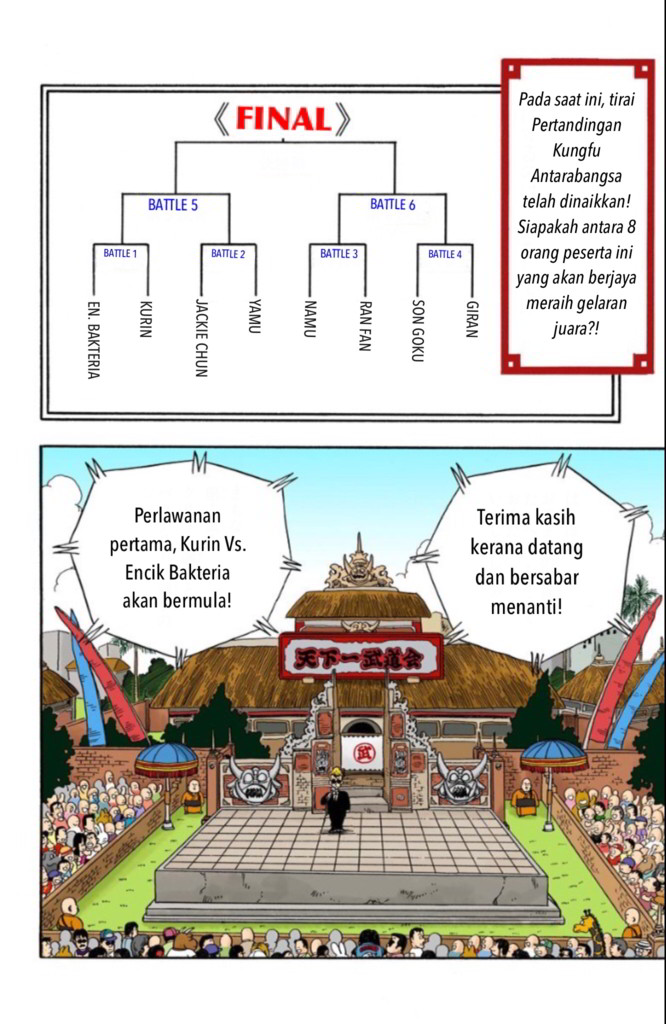 《FINAL》
BATTLE 5
BATTLE 6
BATTLE 1
BATTLE 2
BATTLE 3
BATTLE 4
EN. BAKTERIA
KURIN
JACKIE CHUN
YAMU
NAMU
RAN FAN
SON GOKU
GIRAN
Pada saat ini, tirai
Pertandingan
Kungfu
Antarabangsa
telah dinaikkan!
Siapakah antara 8
orang peserta ini
yang akan berjaya
meraih gelaran
juara?!
Terima kasih
kerana datang
dan bersabar
menanti!
Perlawanan
pertama, Kurin Vs.
Encik Bakteria
akan bermula!
天下一武道会
武